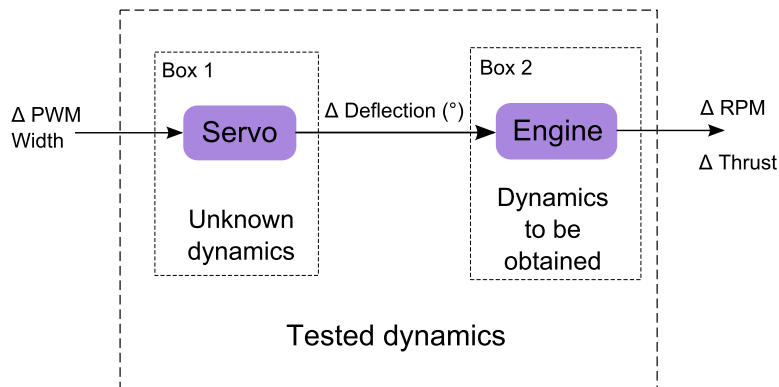 Box 1
Box 2
Δ PWM
Width
Servo
Δ Deflection (°)
Engine
Δ RPM
Δ Thrust
Unknown
dynamics
Dynamics
to be
obtained
Tested dynamics